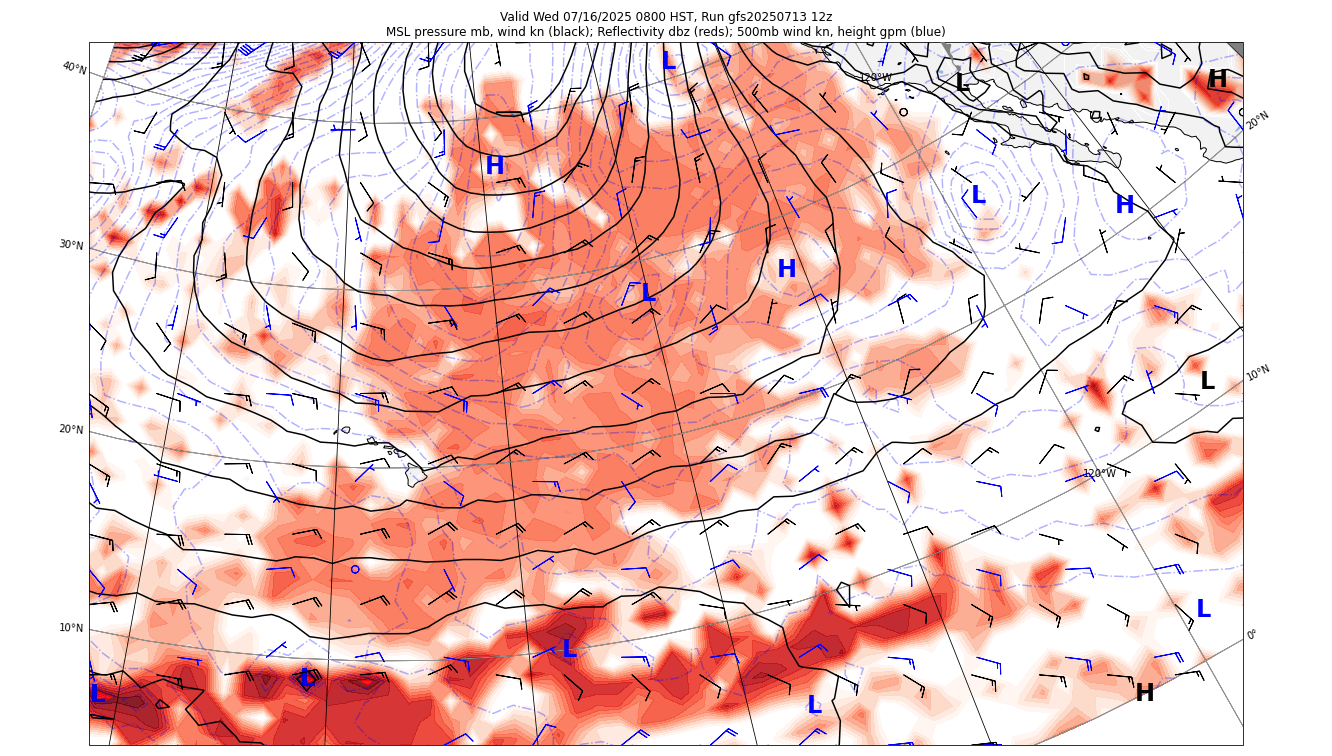 Valid Wed 07/16/2025 0800 HST, Run gfs20250713 12z
MSL pressure mb, wind kn (black); Reflectivity dbz (reds); 500mb wind kn, height gpm (blue)
L
40°N
120°W
L
H
20°N
H
L
H
30°N
H
L
10°N
L
20°N
120°W
L
10°N
0°
L
L
L
H
L